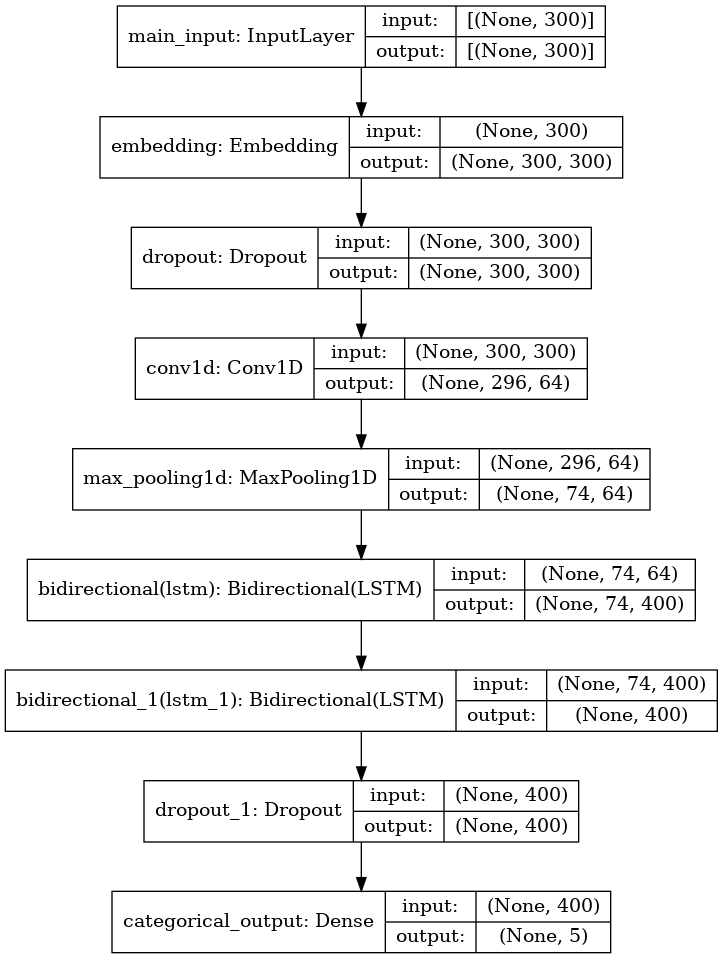 main_input: InputLayer
input: [(None, 300)]
output: [(None, 300)]
embedding: Embedding
input: (None, 300)
output: (None, 300, 300)
dropout: Dropout
input: (None, 300, 300)
output: (None, 300, 300)
conv1d: Conv1D
input: (None, 300, 300)
output: (None, 296, 64)
max_pooling1d: MaxPooling1D
input: (None, 296, 64)
output: (None, 74, 64)
bidirectional(lstm): Bidirectional(LSTM)
input: (None, 74, 64)
output: (None, 74, 400)
bidirectional_1(lstm_1): Bidirectional(LSTM)
input: (None, 74, 400)
output: (None, 400)
dropout_1: Dropout
input: (None, 400)
output: (None, 400)
categorical_output: Dense
input: (None, 400)
output: (None, 5)